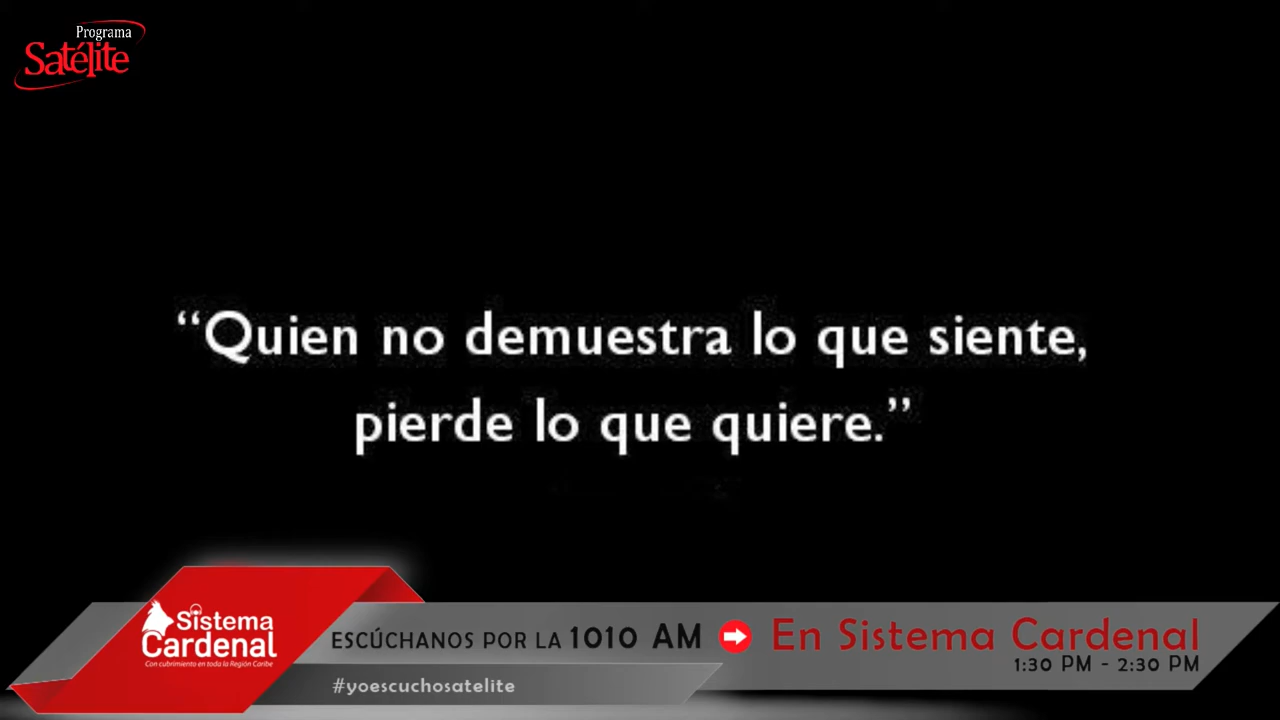 Programa
Satélite
“Quien no demuestra lo que siente,
pierde lo que quiere.”
Sistema
Cardenal
Con cubrimiento en toda la Región Caribe
ESCÚCHANOS POR LA 1010 AM En Sistema Cardenal
1:30 PM - 2:30 PM
#yoescuchosatelite